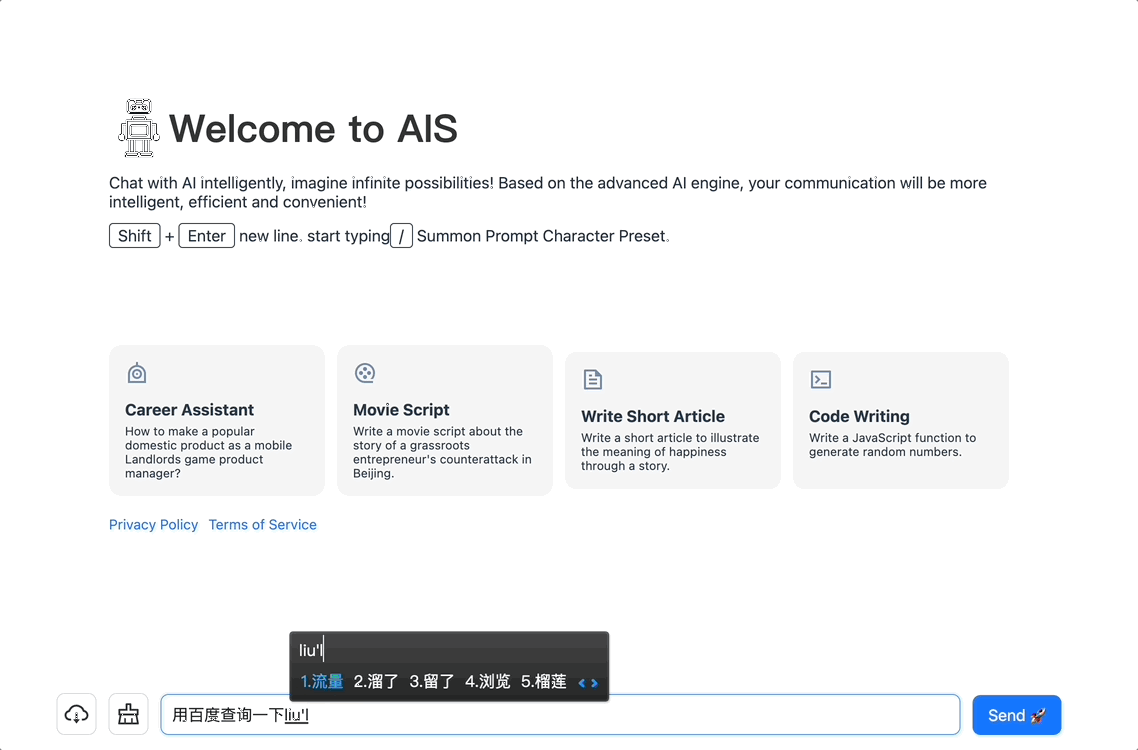 Welcome to AIS
Chat with AI intelligently, imagine infinite possibilities! Based on the advanced AI engine, your communication will be more
intelligent, efficient and convenient!
Shift + Enter new line。start typing / Summon Prompt Character Preset。
Career Assistant
How to make a popular
domestic product as a mobile
Landlords game product
manager?
Movie Script
Write a movie script about the
story of a grassroots
entrepreneur's counterattack in
Beijing.
Write Short Article
Write a short article to illustrate
the meaning of happiness
through a story.
Code Writing
Write a JavaScript function to
generate random numbers.
Privacy Policy Terms of Service
liu'l
1.流量 2.溜了 3.留了 4.浏览 5.榴莲
用百度查询一下liu'l
Send 🚀